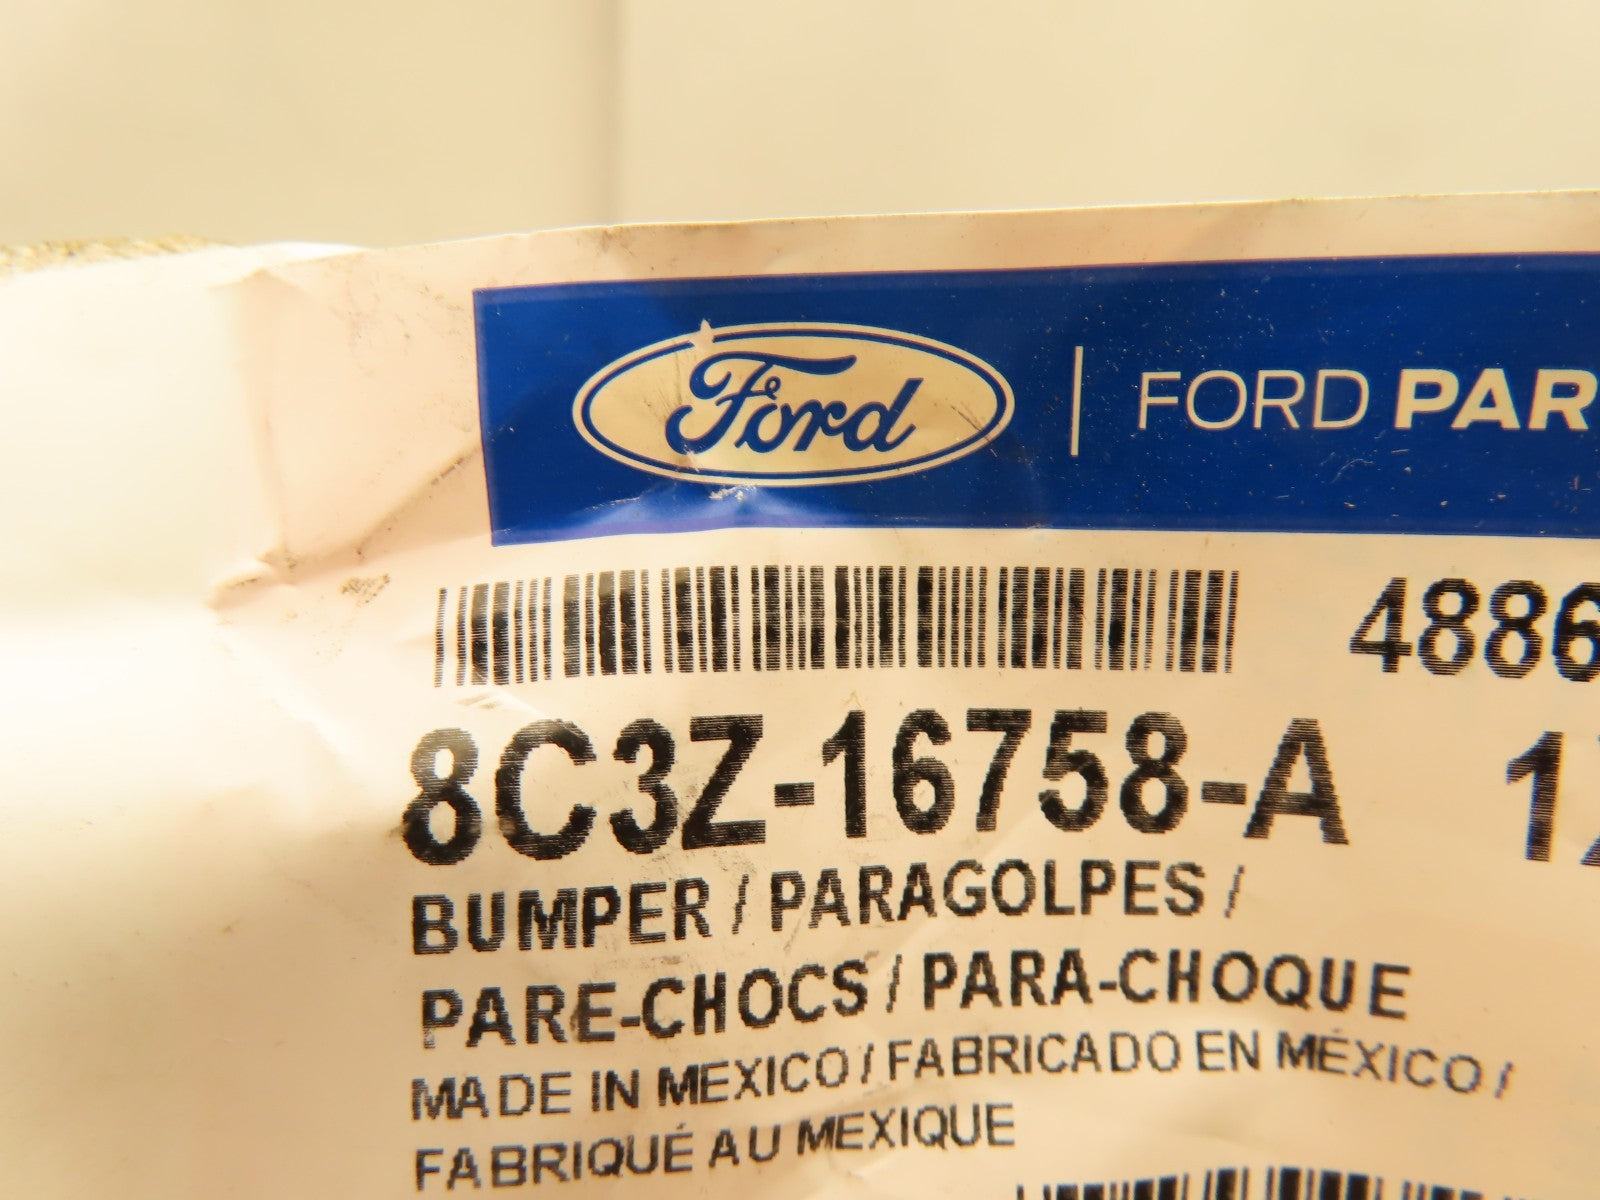 Ford | FORD PAR
4886
8C3Z-16758-A 1
BUMPER / PARAGOLPES /
PARE-CHOCS / PARA-CHOQUE
MADE IN MEXICO / FABRICADO EN MÉXICO /
FABRIQUÉ AU MEXIQUE